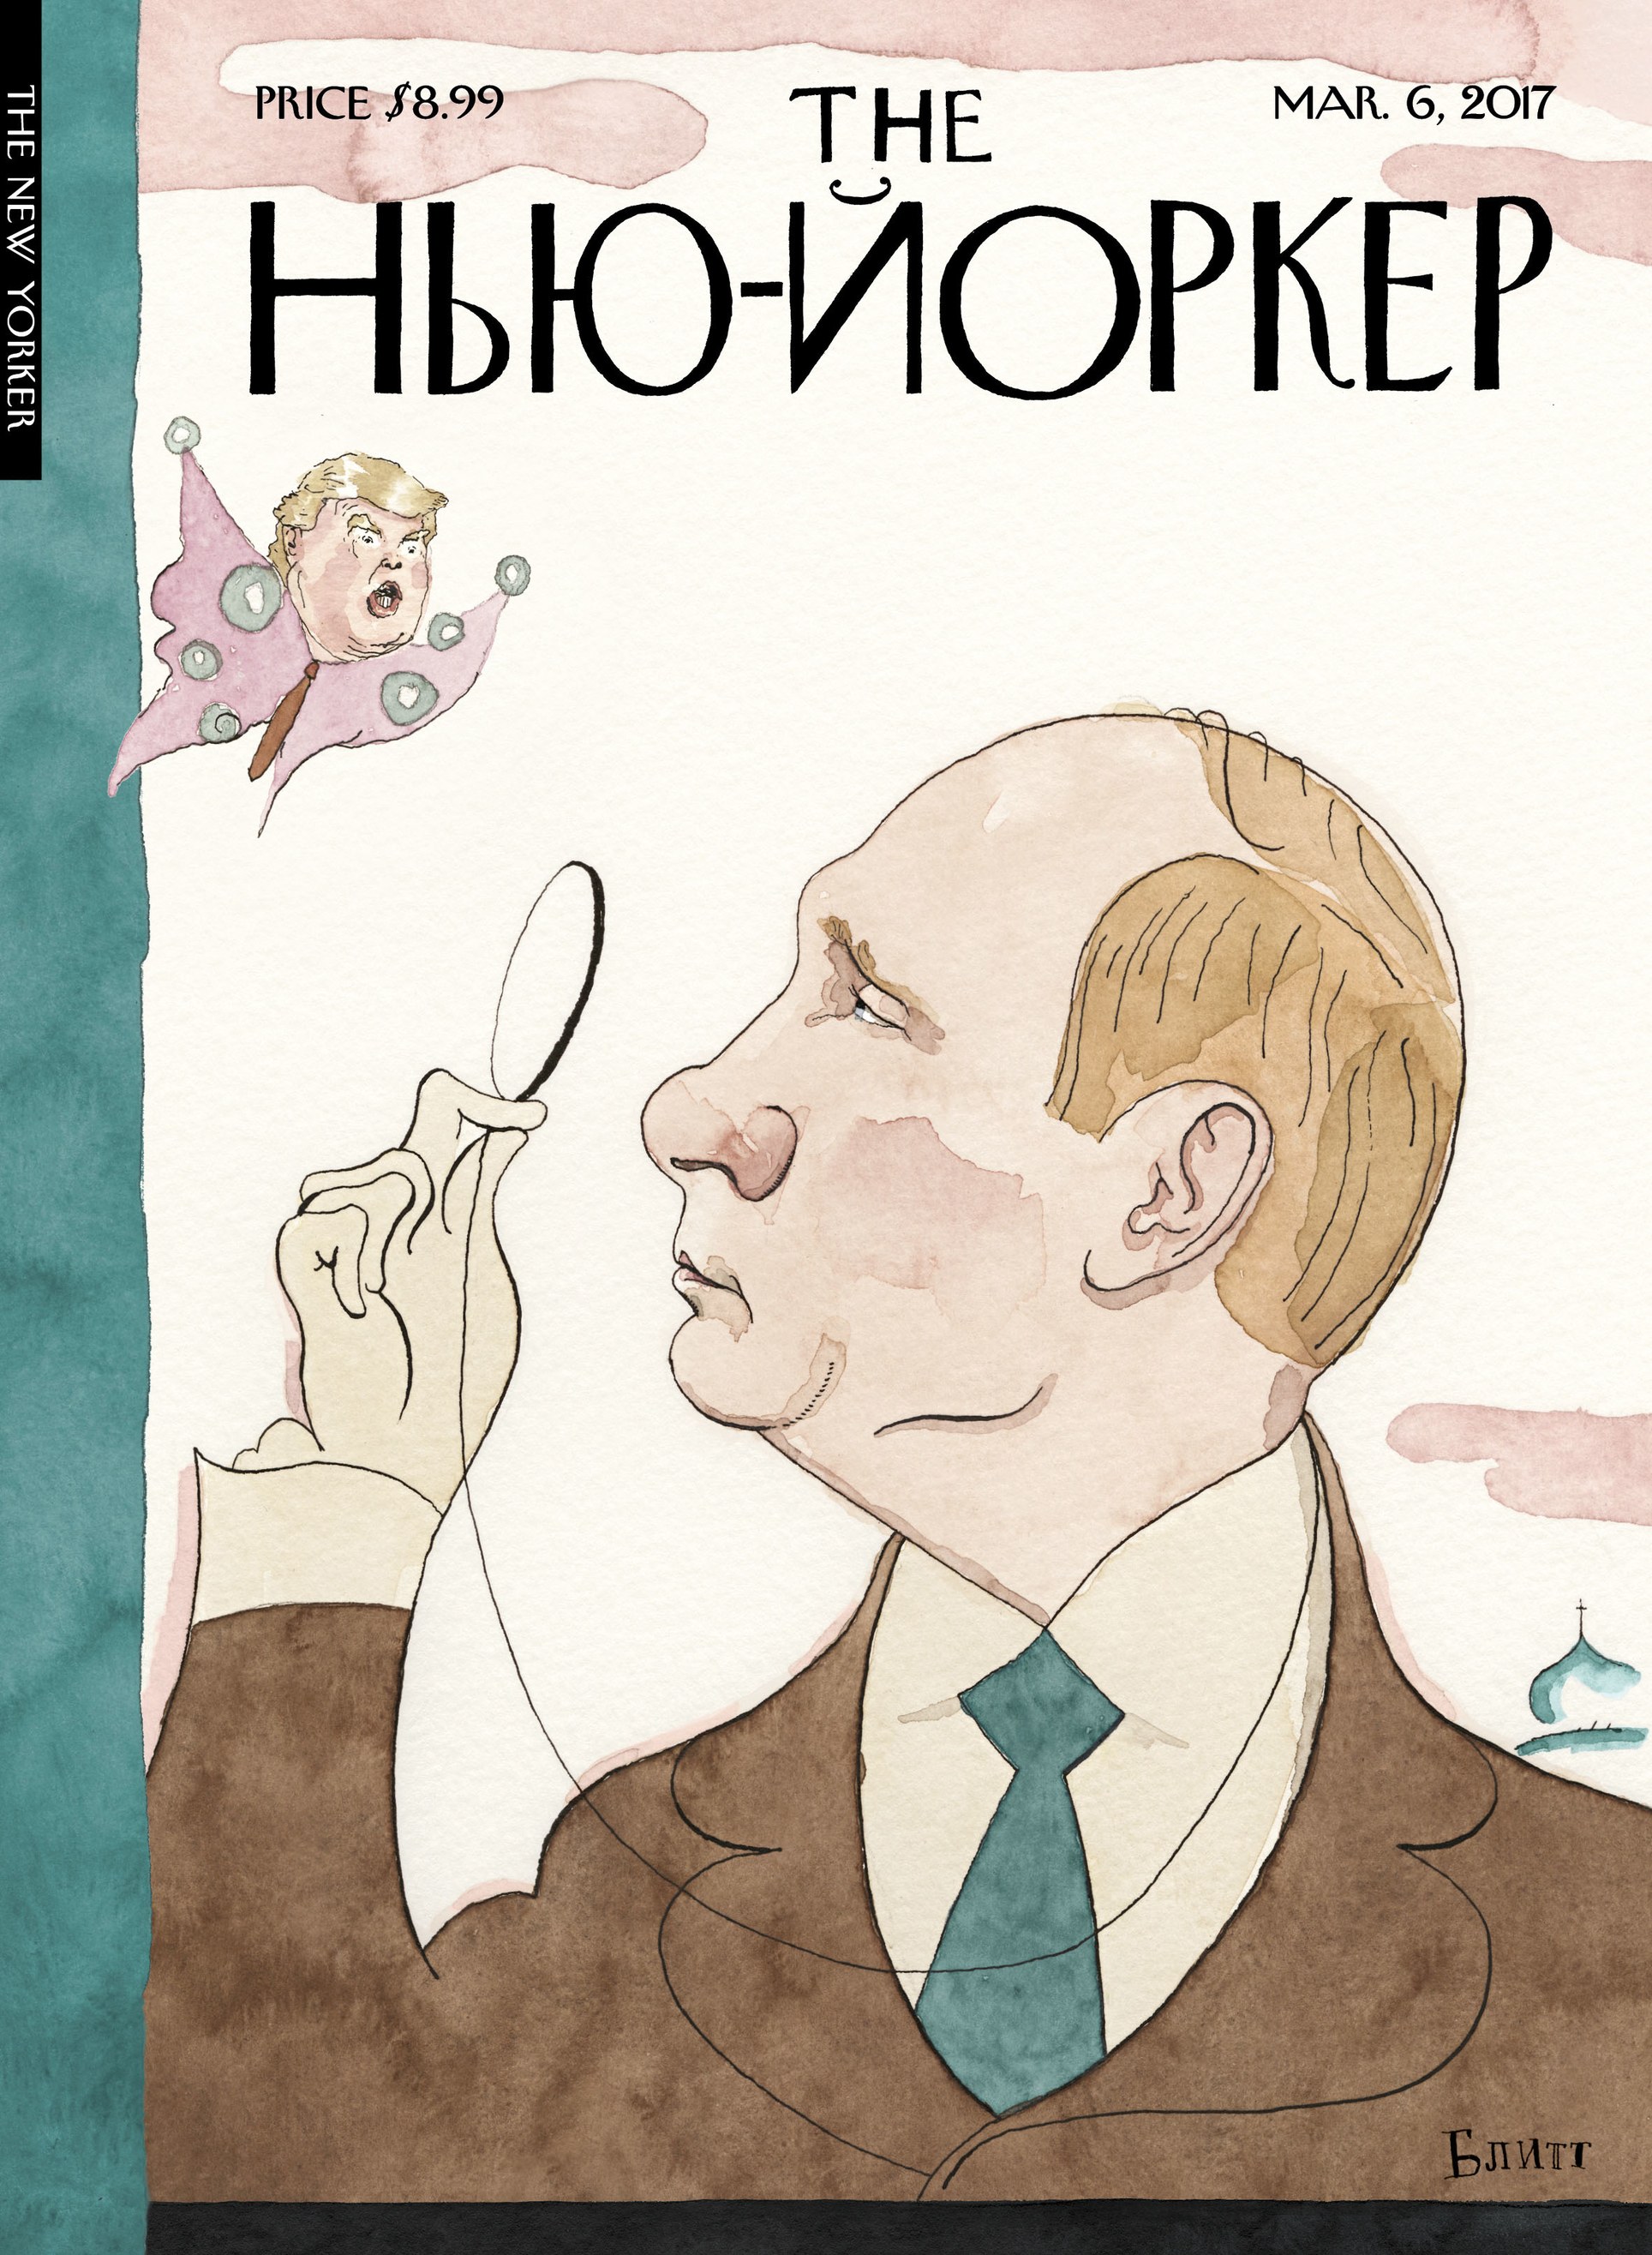 THE NEW YORKER
PRICE $8.99
THE
MAR. 6, 2017
НЬЮ-ЙОРКЕР
Блитт